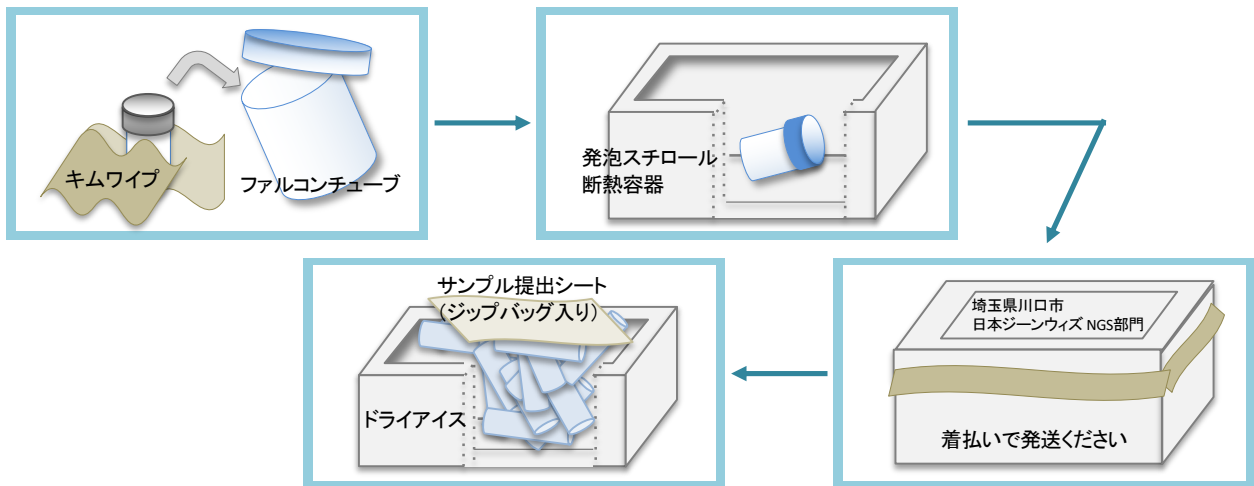 キムワイプ
ファルコンチューブ
発泡スチロール
断熱容器
埼玉県川口市
日本ジーンウィズ NGS部門
着払いで発送ください
サンプル提出シート
(ジップバッグ入り)
ドライアイス